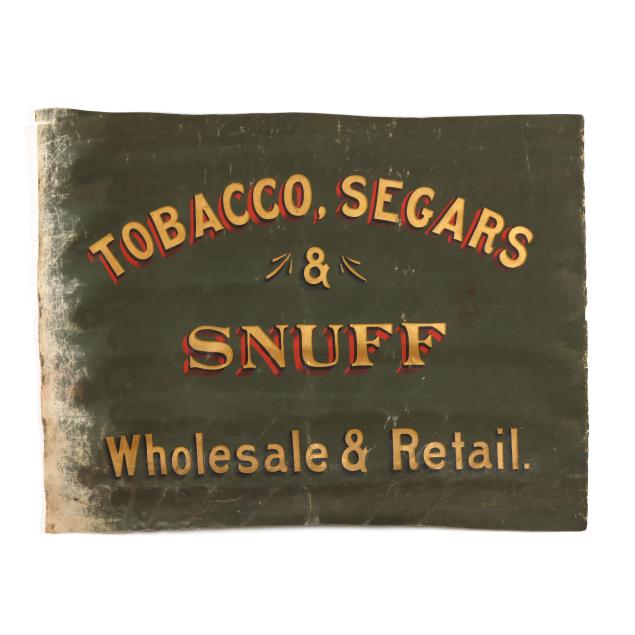 TOBACCO, SEGARS
&
SNUFF
Wholesale & Retail.